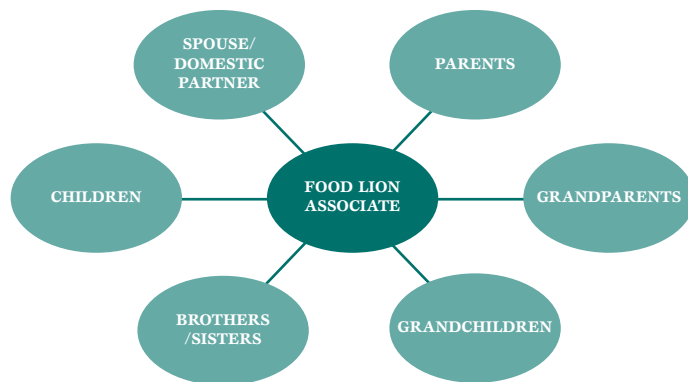 SPOUSE/
DOMESTIC
PARTNER
PARENTS
CHILDREN
FOOD LION
ASSOCIATE
GRANDPARENTS
BROTHERS
/SISTERS
GRANDCHILDREN